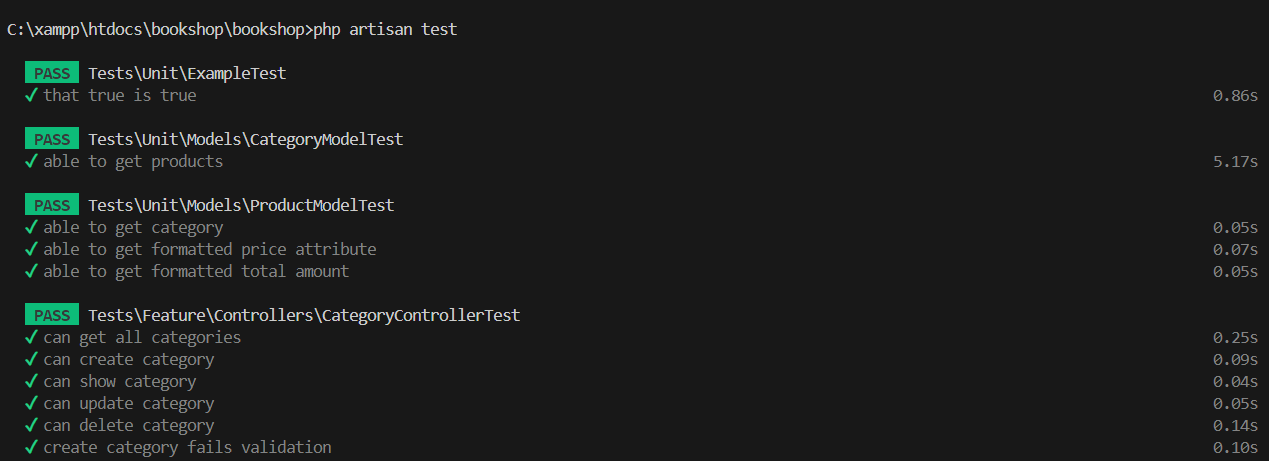 C:\xampp\htdocs\bookshop\bookshop>php artisan test
PASS Tests\Unit\ExampleTest
✓ that true is true 0.86s
PASS Tests\Unit\Models\CategoryModelTest
✓ able to get products 5.17s
PASS Tests\Unit\Models\ProductModelTest
✓ able to get category 0.05s
✓ able to get formatted price attribute 0.07s
✓ able to get formatted total amount 0.05s
PASS Tests\Feature\Controllers\CategoryControllerTest
✓ can get all categories 0.25s
✓ can create category 0.09s
✓ can show category 0.04s
✓ can update category 0.05s
✓ can delete category 0.14s
✓ create category fails validation 0.10s